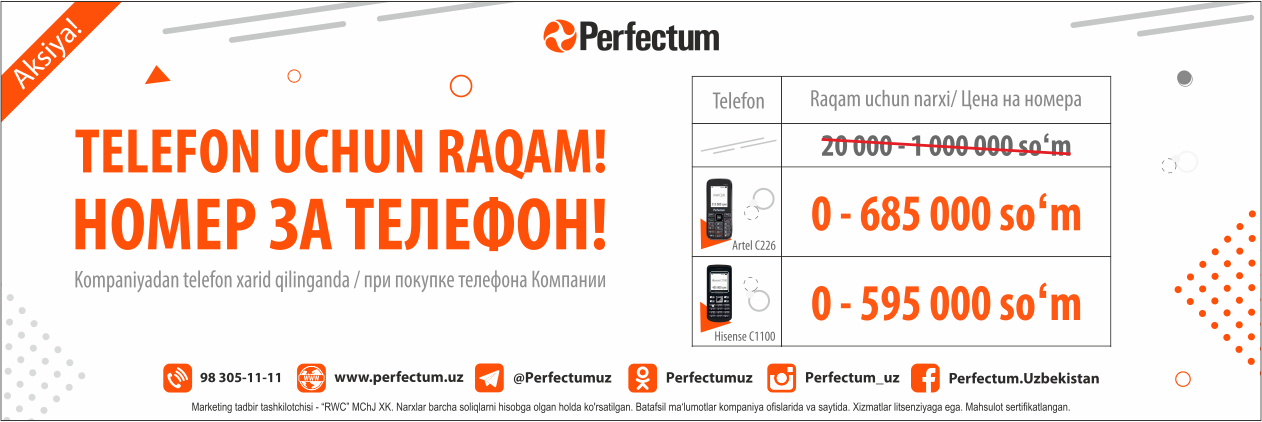 Aksiya!
Perfectum
TELEFON UCHUN RAQAM!
НОМЕР ЗА ТЕЛЕФОН!
Kompaniyadan telefon xarid qilinganda / при покупке телефона Компании
Telefon
Raqam uchun narxi/ Цена на номера
20 000 - 1 000 000 so‘m
Artel C226
0 - 685 000 so‘m
Hisense C1100
0 - 595 000 so‘m
98 305-11-11
www.perfectum.uz
@Perfectumuz
Perfectumuz
Perfectum_uz
Perfectum.Uzbekistan
Marketing tadbir tashkilotchisi - “RWC” MChJ XK. Narxlar barcha soliqlarni hisobga olgan holda ko'rsatilgan. Batafsil ma‘lumotlar kompaniya ofislarida va saytida. Xizmatlar litsenziyaga ega. Mahsulot sertifikatlangan.